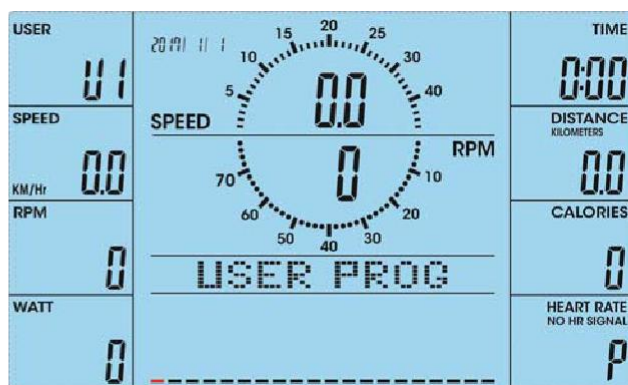 USER
U1
SPEED
KM/Hr 0.0
RPM
0
WATT
0
2017/ 1/ 1
5 10 15 20 25 30 40
SPEED 0.0
RPM 0
70 60 50 40 30 20 10
USER PROG
TIME
0:00
DISTANCE
KILOMETERS
0.0
CALORIES
0
HEART RATE
NO HR SIGNAL
P